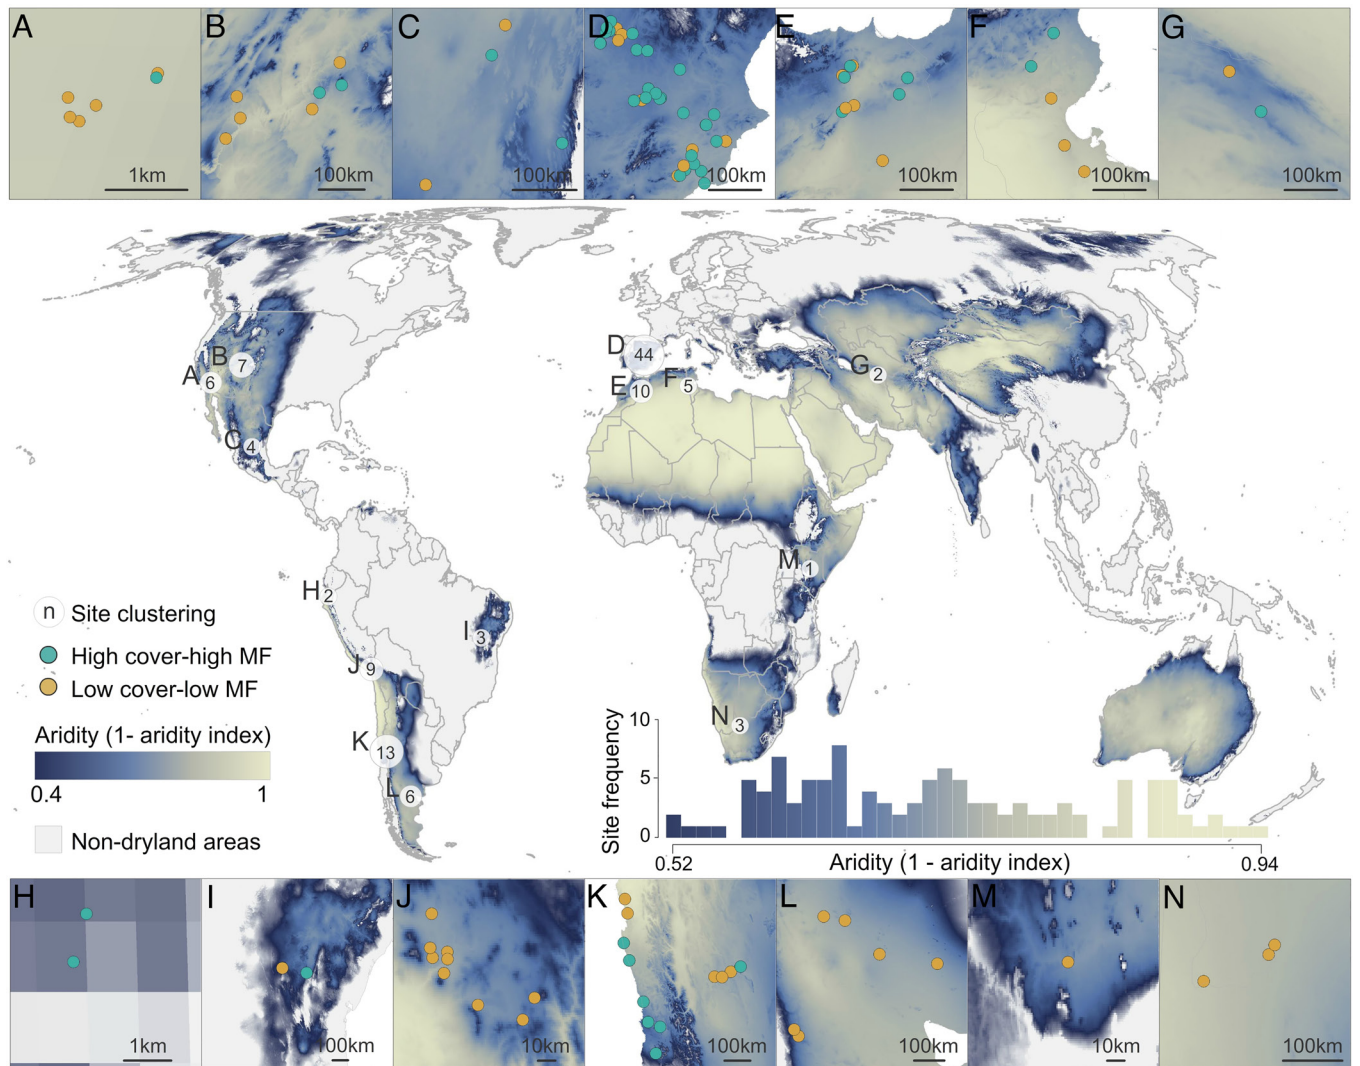 A B C D E F G
1km 100km 100km 100km 100km 100km 100km
D 44
B 7
A 6
E 10
F 5
G 2
C 4
M 1
H 2
n Site clustering
I 3
High cover-high MF
J 9
Low cover-low MF
N 3
Aridity (1- aridity index)
K 13
0.4 1
L 6
Non-dryland areas
Site frequency
10
5
0
0.52 Aridity (1 - aridity index) 0.94
H I J K L M N
1km 100km 10km 100km 100km 10km 100km